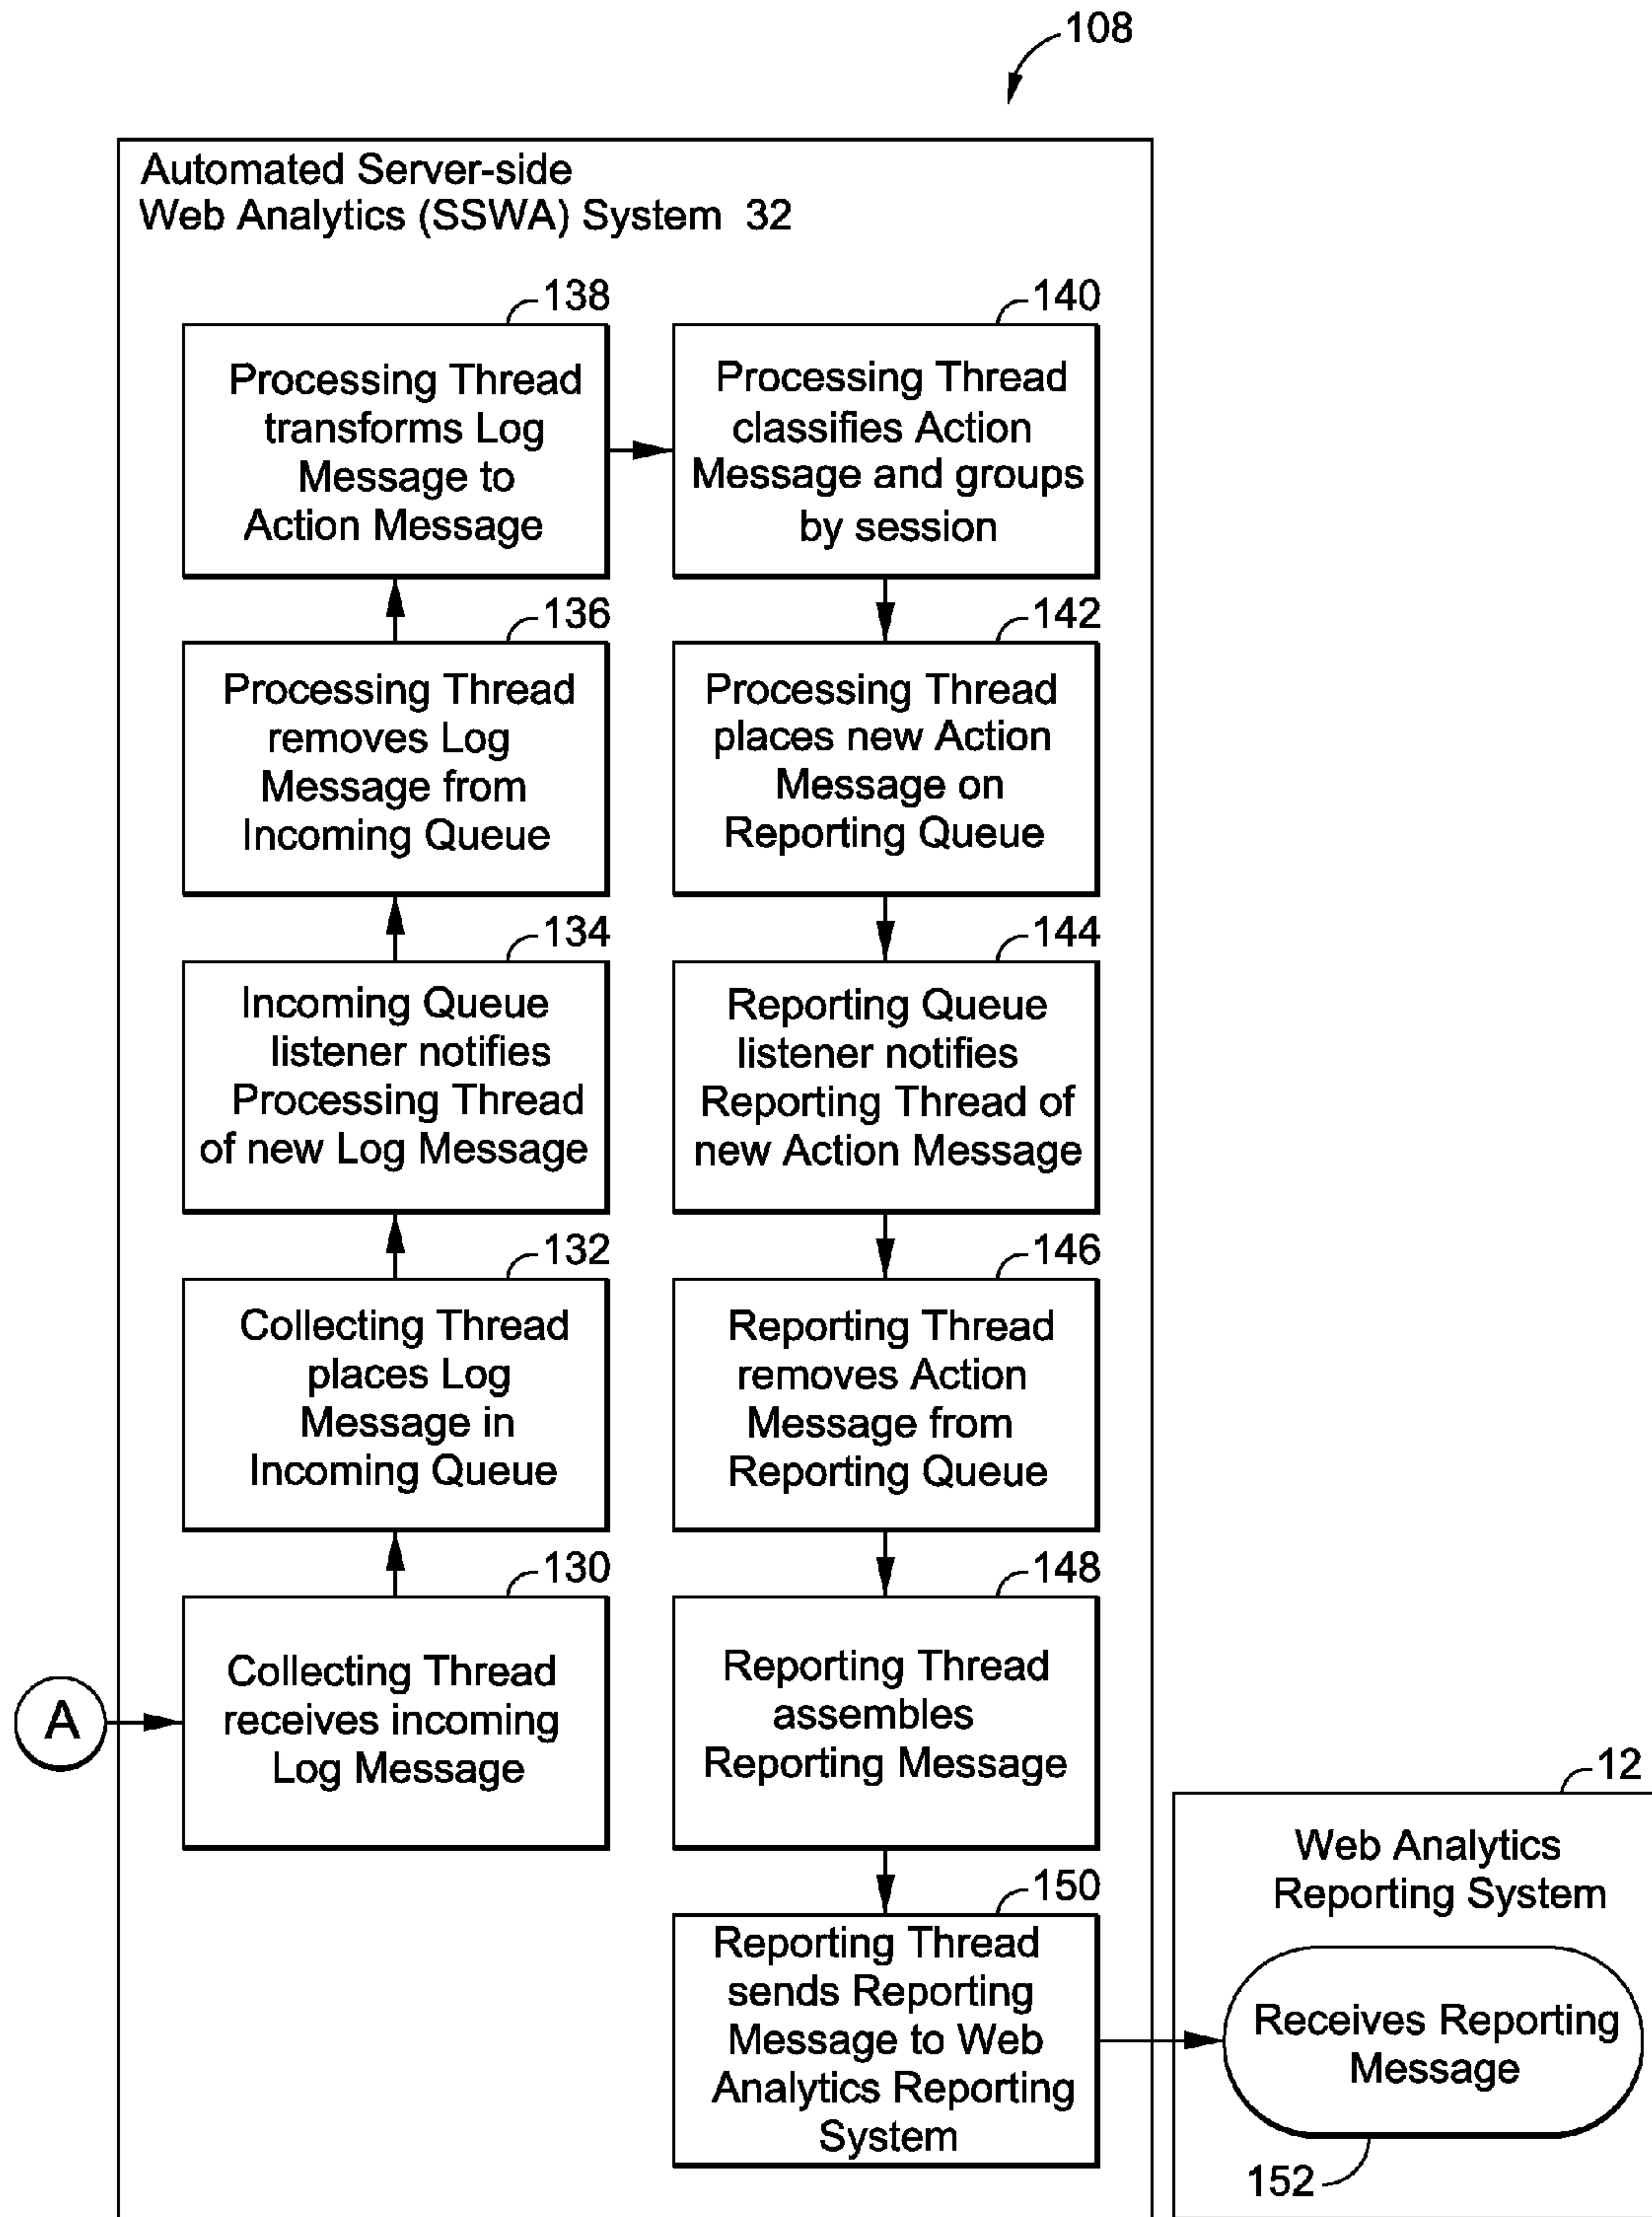 108
Automated Server-side
Web Analytics (SSWA) System 32
138
Processing Thread
transforms Log
Message to
Action Message
140
Processing Thread
classifies Action
Message and groups
by session
136
Processing Thread
removes Log
Message from
Incoming Queue
142
Processing Thread
places new Action
Message on
Reporting Queue
134
Incoming Queue
listener notifies
Processing Thread
of new Log Message
144
Reporting Queue
listener notifies
Reporting Thread of
new Action Message
132
Collecting Thread
places Log
Message in
Incoming Queue
146
Reporting Thread
removes Action
Message from
Reporting Queue
130
Collecting Thread
receives incoming
Log Message
A
148
Reporting Thread
assembles
Reporting Message
150
Reporting Thread
sends Reporting
Message to Web
Analytics Reporting
System
12
Web Analytics
Reporting System
Receives Reporting
Message
152